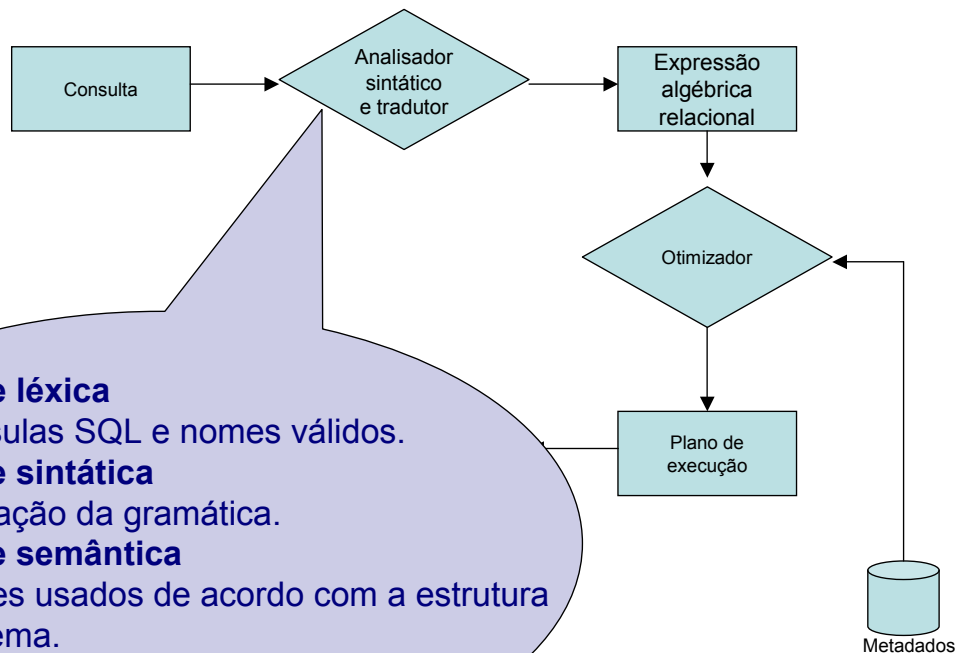 Consulta
Analisador
sintático
e tradutor
Expressão
algébrica
relacional
Otimizador
e léxica
sulas SQL e nomes válidos.
e sintática
ação da gramática.
e semântica
es usados de acordo com a estrutura
ema.
Plano de
execução
Metadados